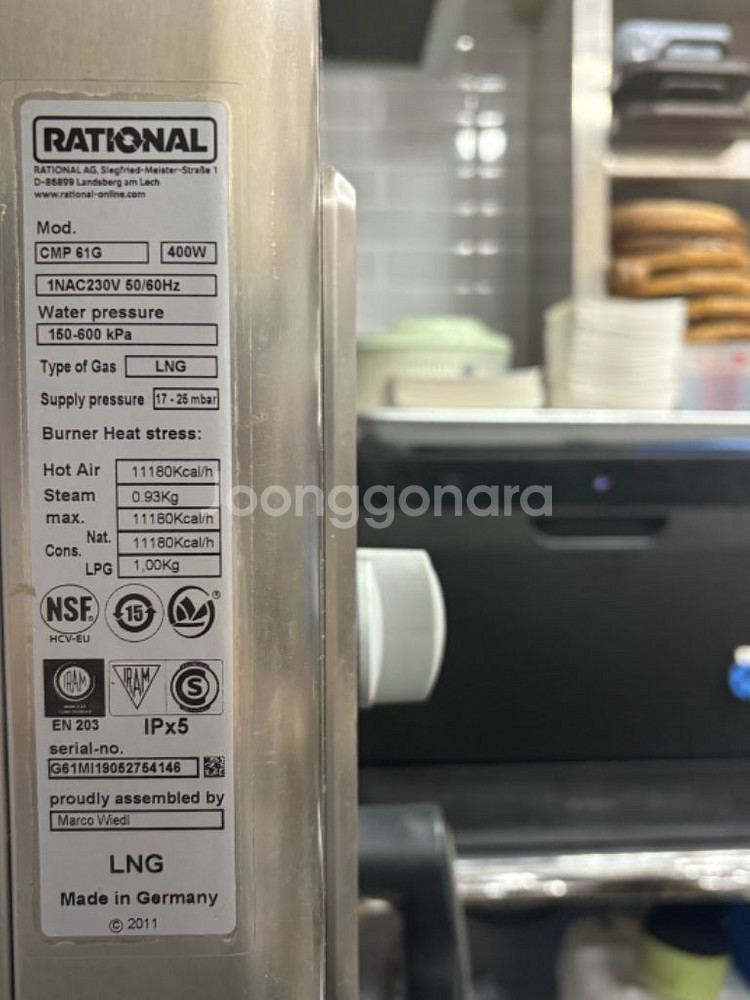 RATIONAL
RATIONAL AG, Siegfried-Meister-Straße 1
D-86899 Landsberg am Lech
www.rational-online.com
Mod.
CMP 61G 400W
1NAC230V 50/60Hz
Water pressure
150-600 kPa
Type of Gas LNG
Supply pressure 17 - 25 mbar
Burner Heat stress:
Hot Air 11180Kcal/h
Steam 0.93Kg
max. 11180Kcal/h
Cons. Nat. 11180Kcal/h
LPG 1,00Kg
NSF. 15 ®
HCV-EU
IRAM IRAM S
EN 203 IPx5
serial-no.
G61MI19052754146
proudly assembled by
Marco Wiedl
LNG
Made in Germany
© 2011
Joonggonara